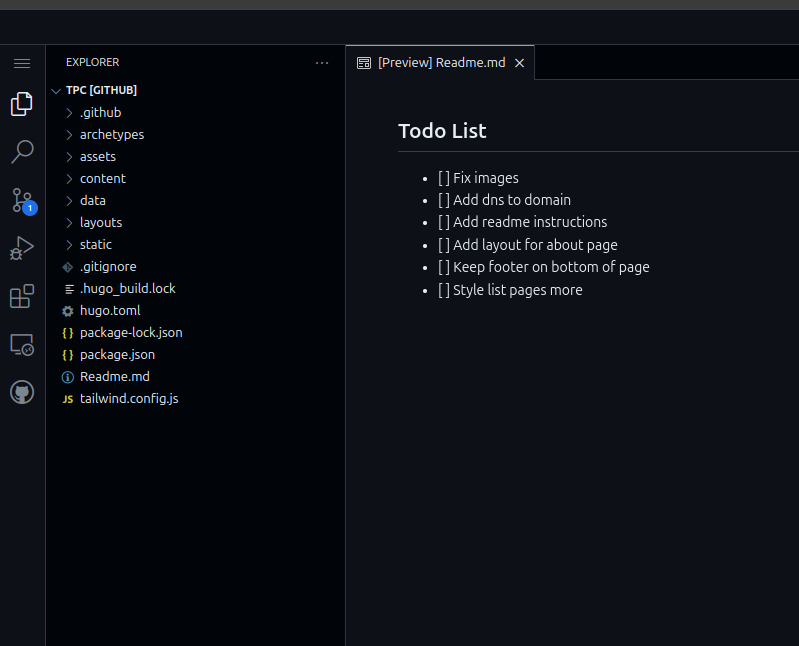 EXPLORER
TPC [GITHUB]
.github
archetypes
assets
content
data
layouts
static
.gitignore
.hugo_build.lock
hugo.toml
{ } package-lock.json
{ } package.json
Readme.md
JS tailwind.config.js
1
[Preview] Readme.md
Todo List
• [ ] Fix images
• [ ] Add dns to domain
• [ ] Add readme instructions
• [ ] Add layout for about page
• [ ] Keep footer on bottom of page
• [ ] Style list pages more